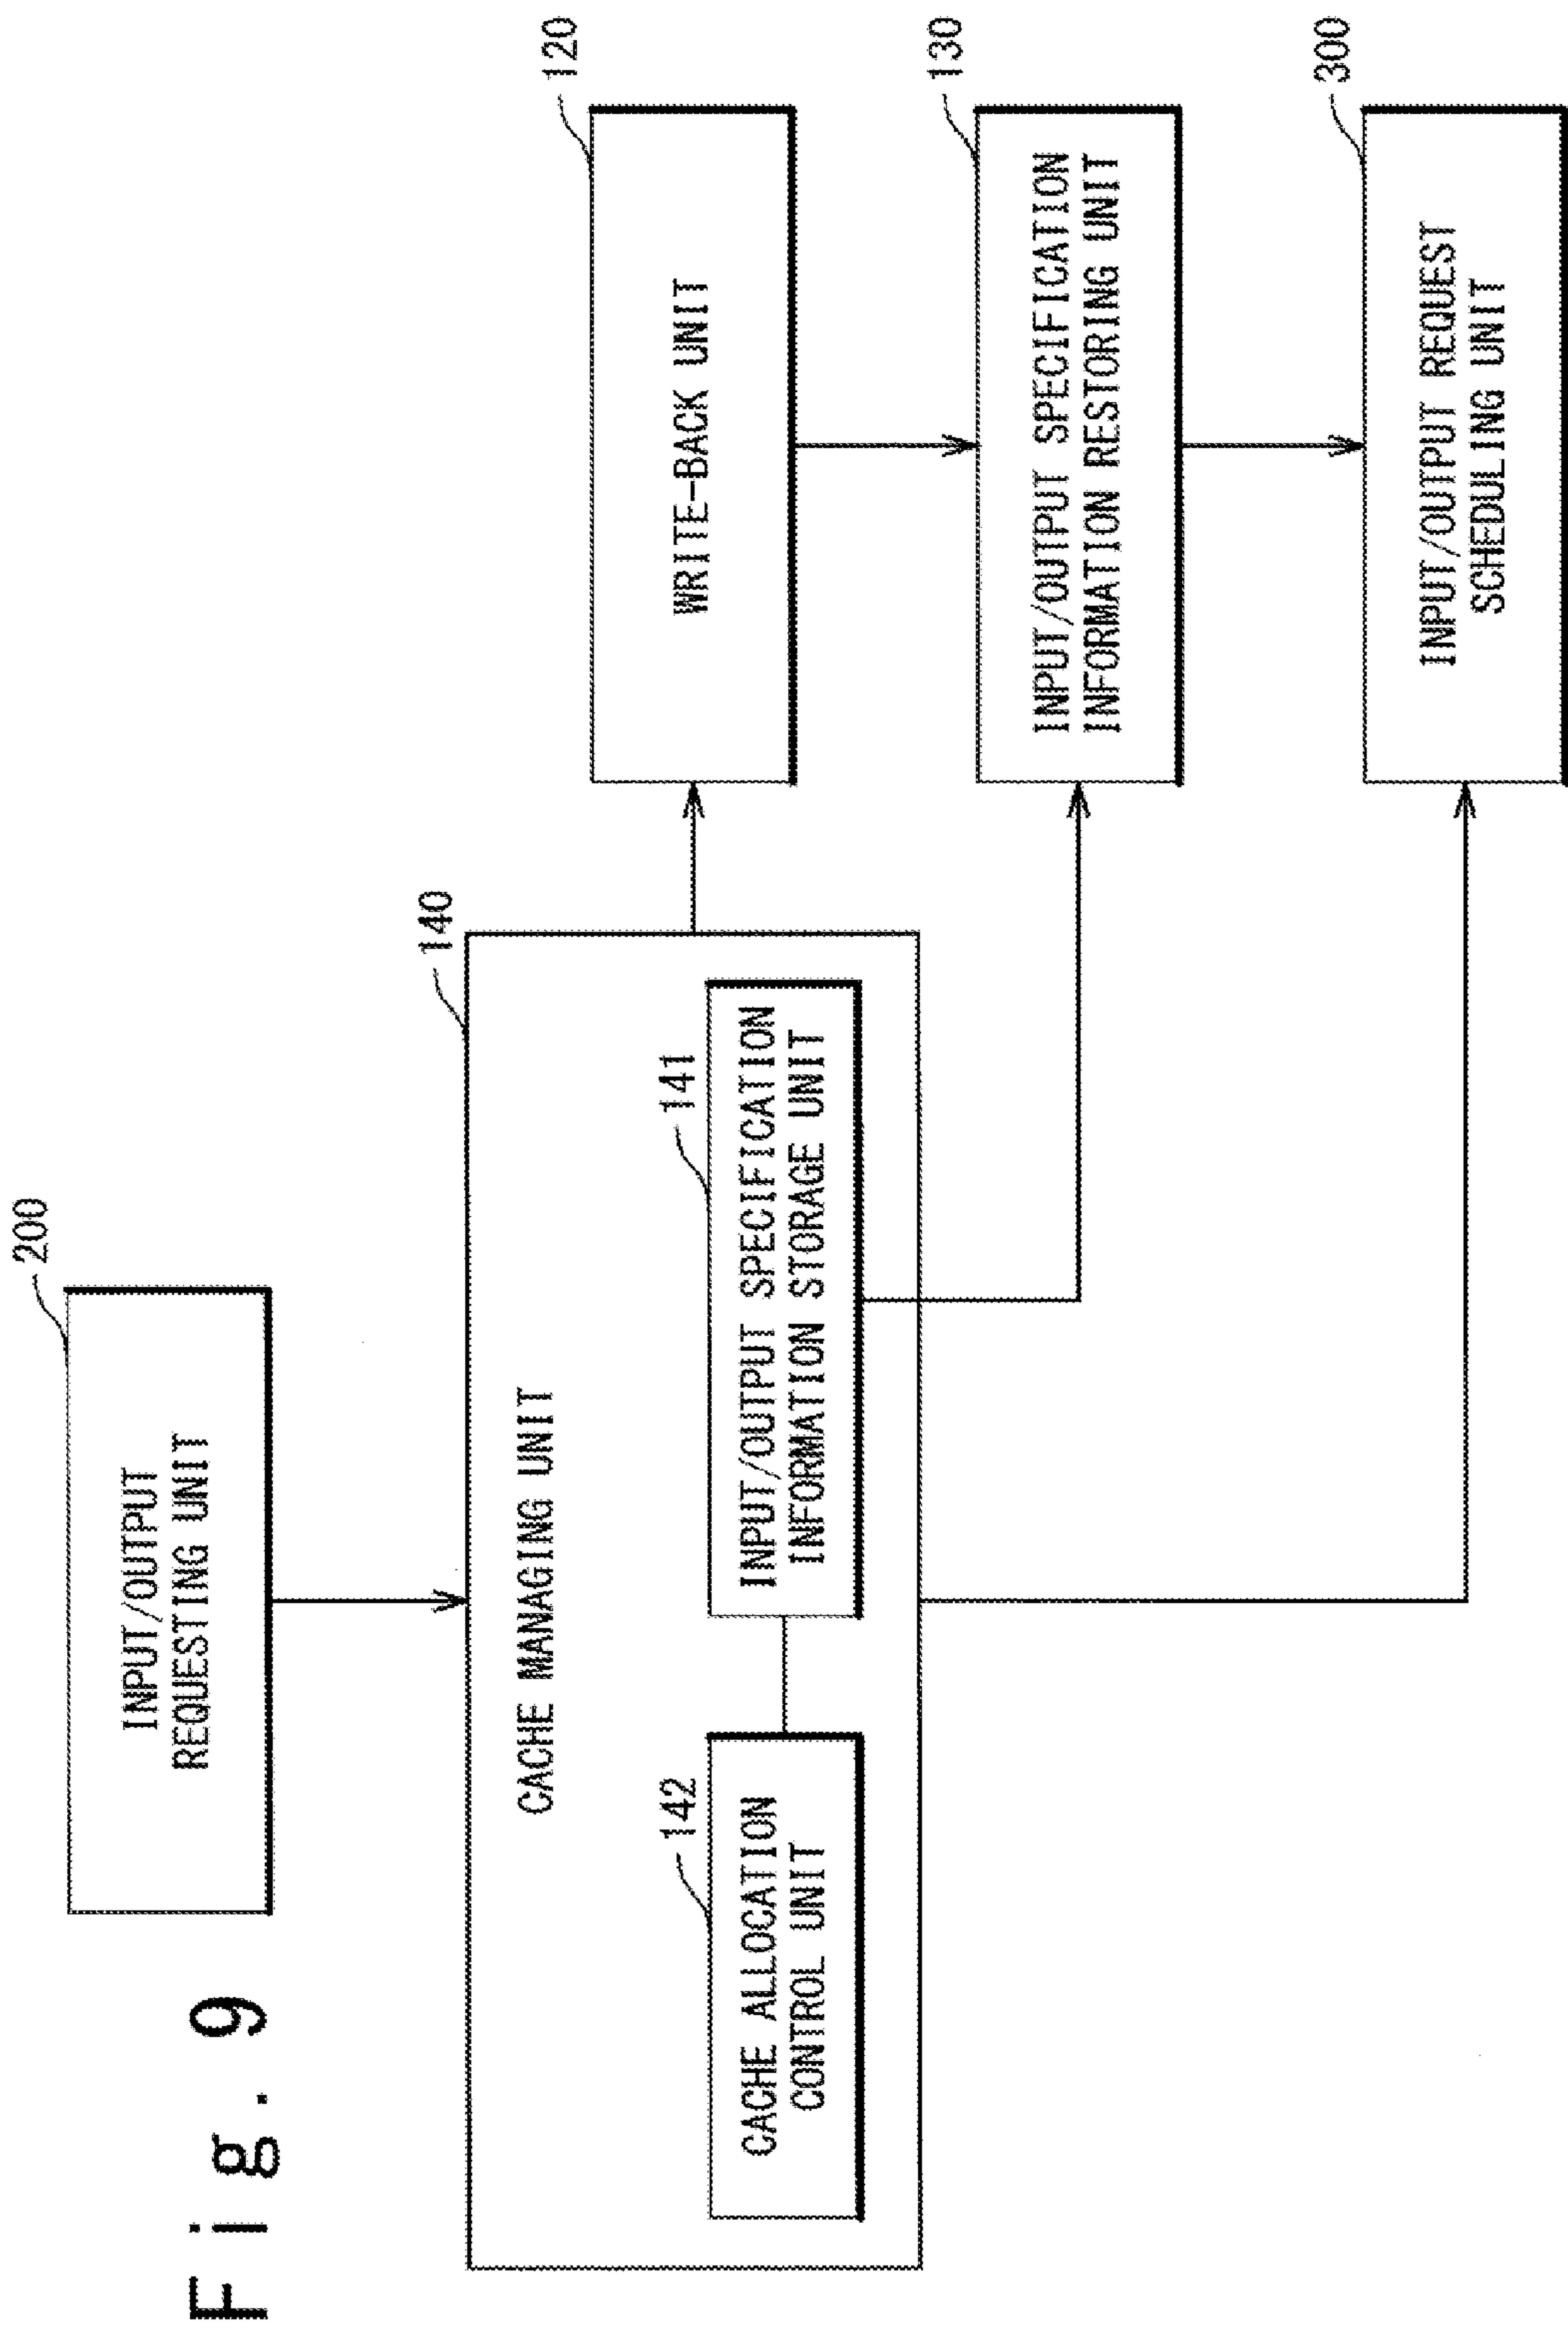 Fig. 9
200
INPUT/OUTPUT
REQUESTING UNIT
140
CACHE MANAGING UNIT
142
CACHE ALLOCATION
CONTROL UNIT
141
INPUT/OUTPUT SPECIFICATION
INFORMATION STORAGE UNIT
120
WRITE-BACK UNIT
130
INPUT/OUTPUT SPECIFICATION
INFORMATION RESTORING UNIT
300
INPUT/OUTPUT REQUEST
SCHEDULING UNIT